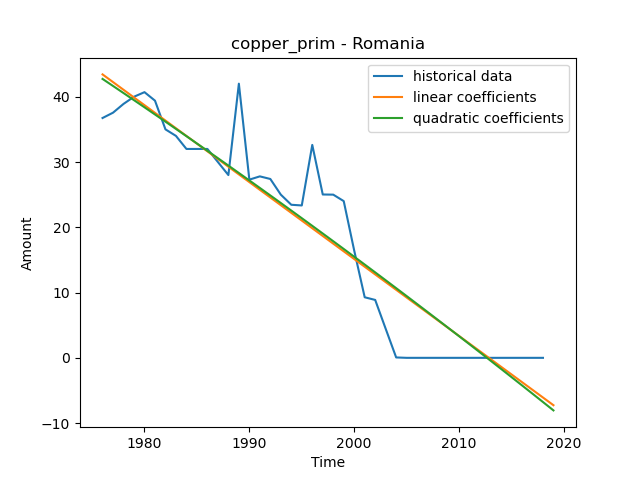 copper_prim - Romania
historical data
linear coefficients
quadratic coefficients
Amount
40
30
20
10
0
−10
1980 1990 2000 2010 2020
Time